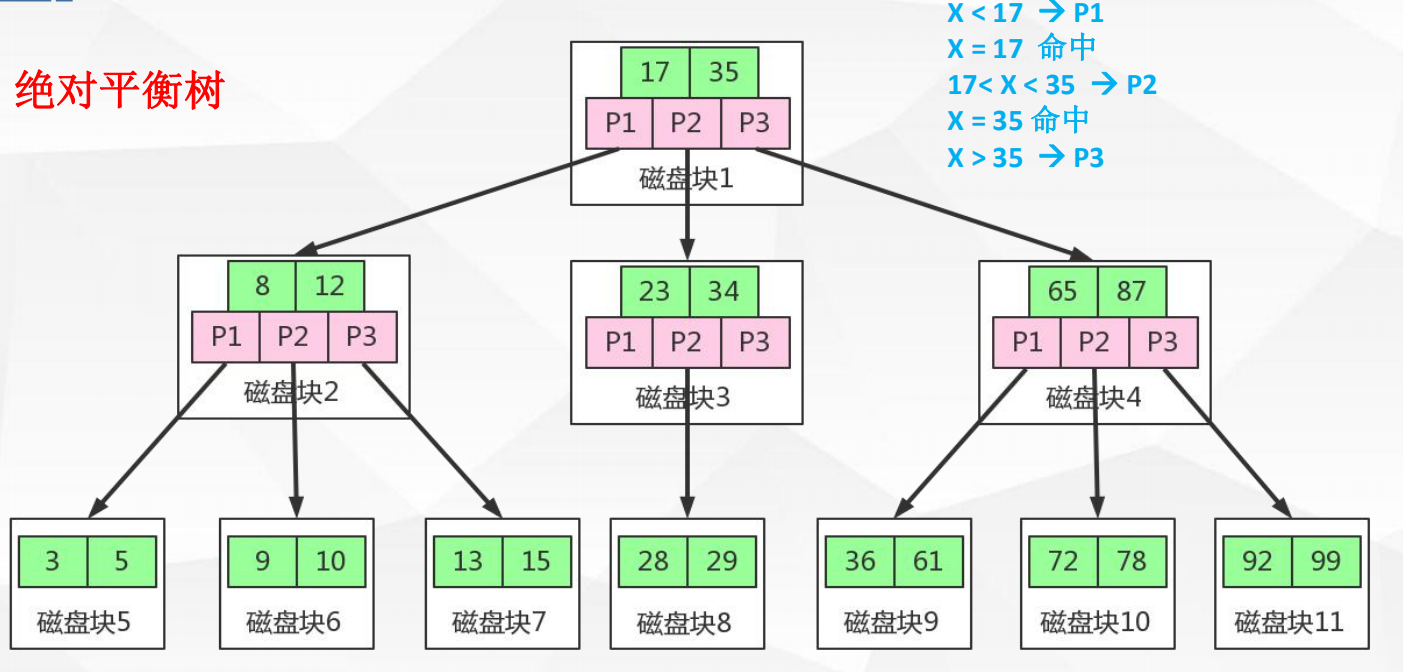 绝对平衡树
X < 17 → P1
X = 17 命中
17< X < 35 → P2
X = 35 命中
X > 35 → P3
17 35
P1 P2 P3
磁盘块1
8 12
P1 P2 P3
磁盘块2
23 34
P1 P2 P3
磁盘块3
65 87
P1 P2 P3
磁盘块4
3 5
磁盘块5
9 10
磁盘块6
13 15
磁盘块7
28 29
磁盘块8
36 61
磁盘块9
72 78
磁盘块10
92 99
磁盘块11